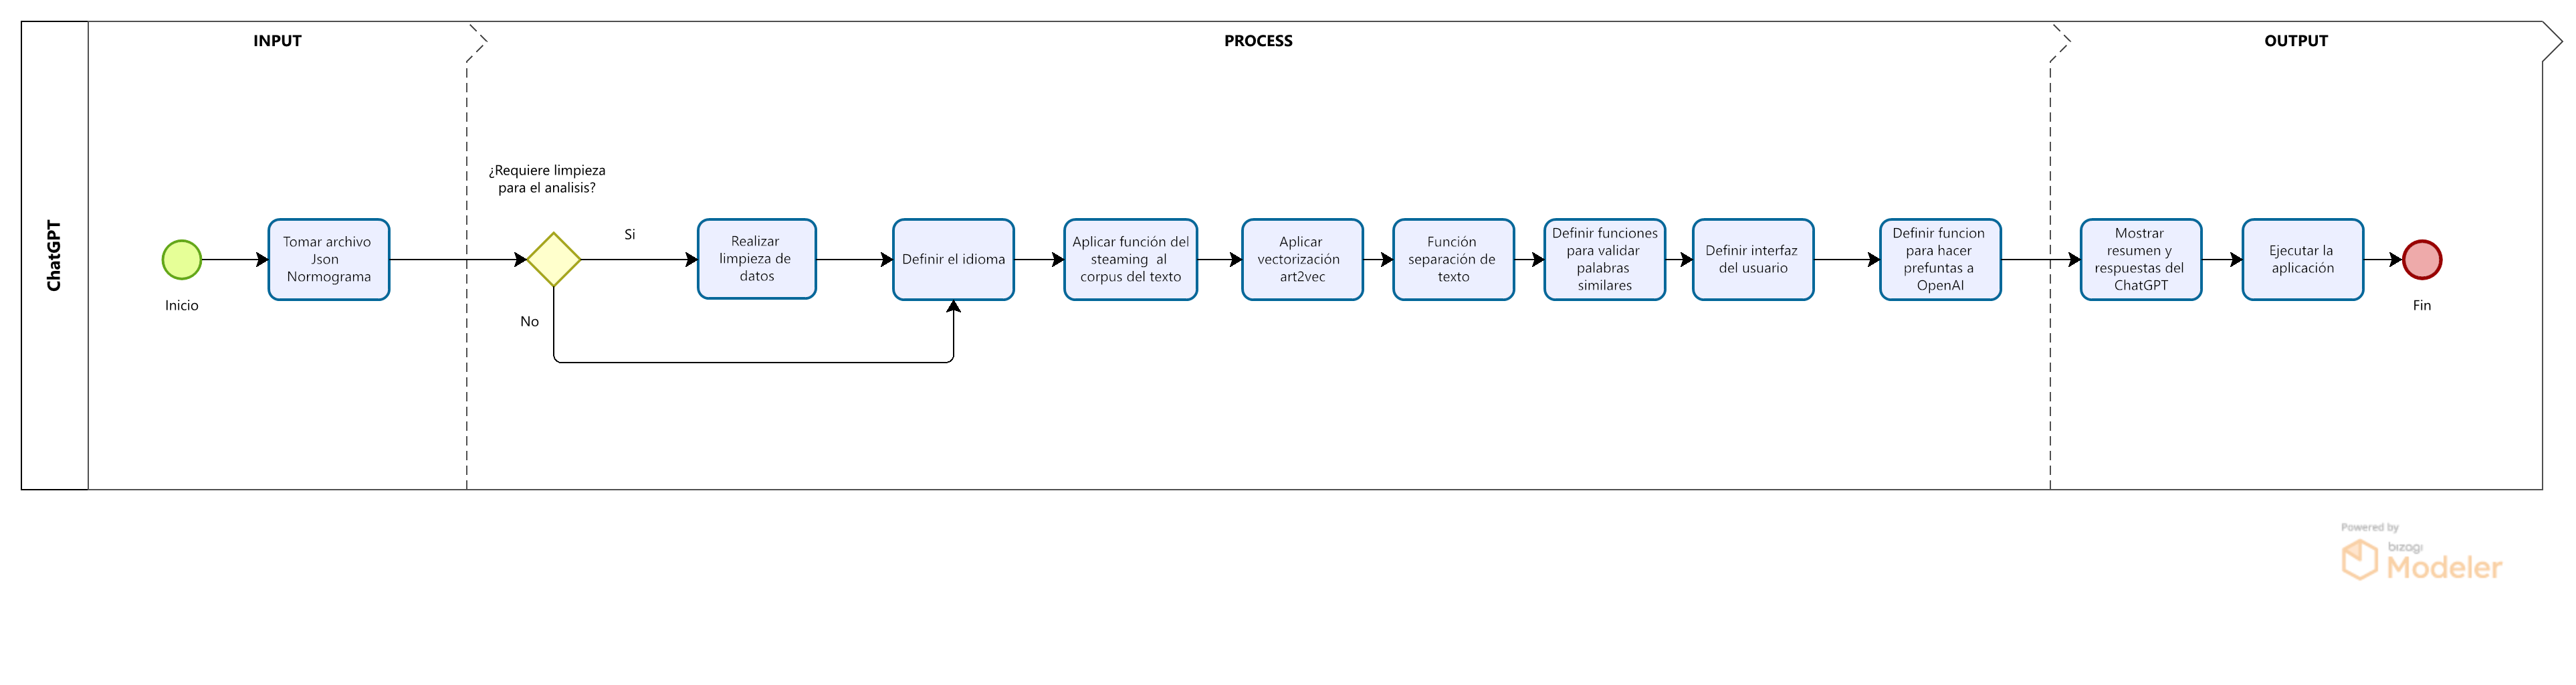 ChatGPT
INPUT
PROCESS
OUTPUT
Inicio
Tomar archivo
Json
Normograma
¿Requiere limpieza
para el analisis?
Si
No
Realizar
limpieza de
datos
Definir el idioma
Aplicar función del
steaming al
corpus del texto
Aplicar
vectorización
art2vec
Función
separación de
texto
Definir funciones
para validar
palabras
similares
Definir interfaz
del usuario
Definir funcion
para hacer
prefuntas a
OpenAI
Mostrar
resumen y
respuestas del
ChatGPT
Ejecutar la
aplicación
Fin
Powered by
bizagi
Modeler